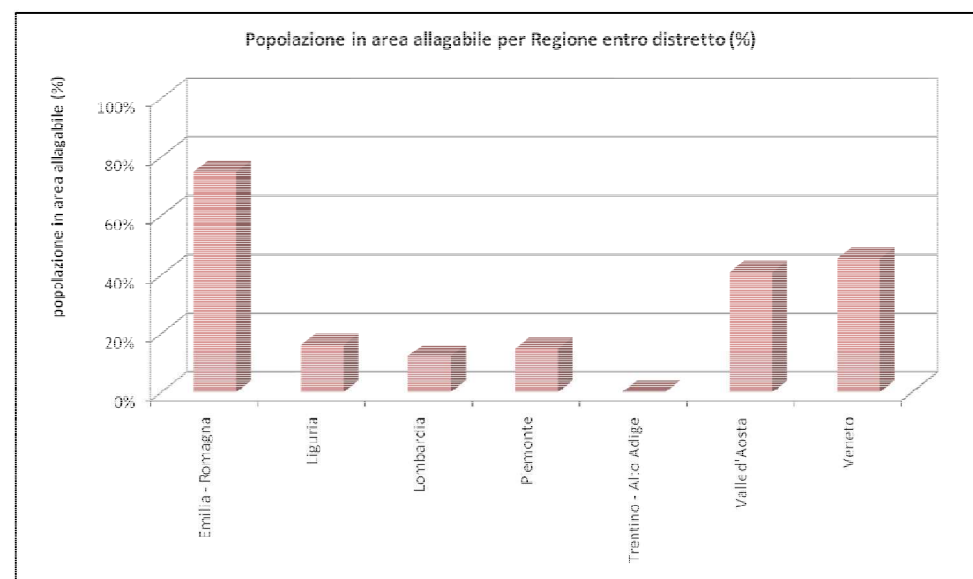 Popolazione in area allagabile per Regione entro distretto (%)
popolazione in area allagabile (%)
100%
80%
60%
40%
20%
0%
Emilia - Romagna
Liguria
Lombardia
Piemonte
Trentino - Alto Adige
Valle d'Aosta
Veneto